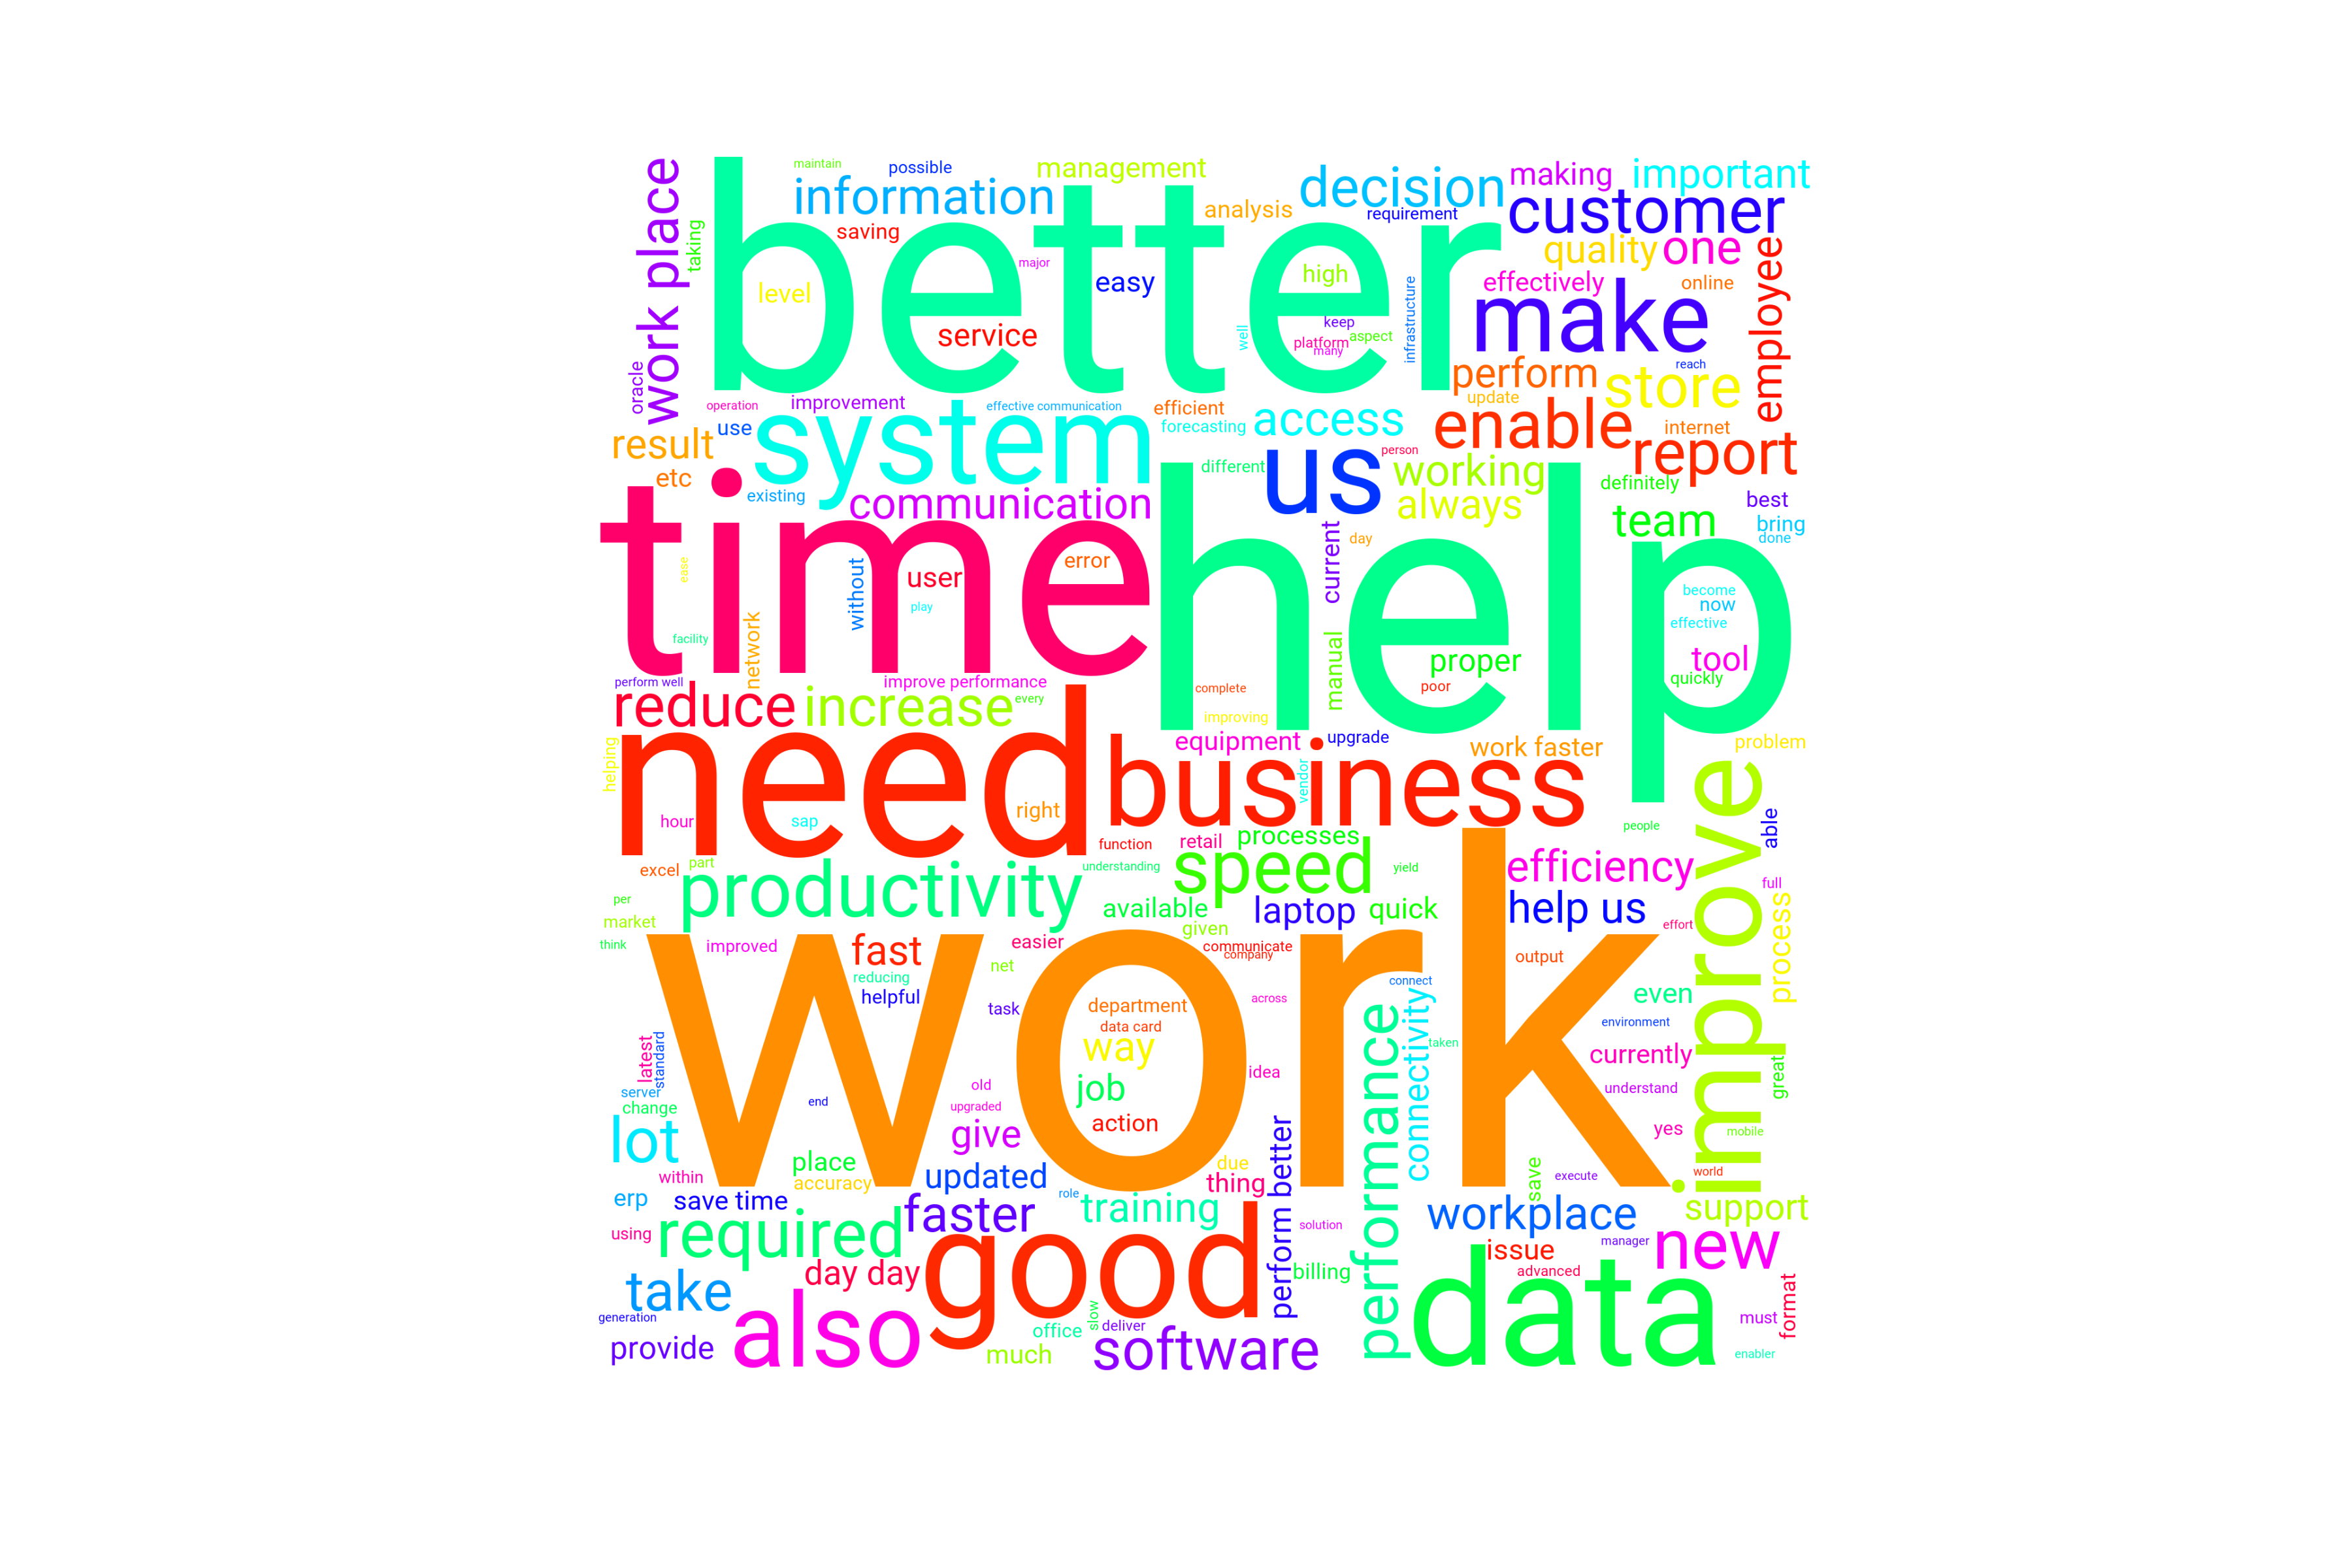 work place
taking
oracle
better
maintain
possible
management
information
saving
major
level
service
easy
analysis
decision
requirement
high
keep
platform
many
aspect
well
infrastructure
making
important
customer
quality
one
effectively
online
make
employee
reach
perform
store
update
enable
internet
report
operation
improvement
effective communication
efficient
forecasting
access
result
use
system
etc
existing
communication
different
us
person
working
always
definitely
best
team
bring
done
time
ease
facility
network
without
user
play
error
help
current
day
manual
proper
poor
become
now
effective
tool
quickly
perform well
improve performance
complete
improving
reduce
increase
every
equipment
upgrade
work faster
problem
helping
need
hour
sap
right
business
vendor
people
able
improve
function
retail
processes
excel
part
understanding
speed
yield
efficiency
full
per
productivity
available
laptop
quick
help us
effort
process
market
given
think
improved
fast
easier
communicate
company
work
reducing
helpful
net
task
output
connect
across
department
data card
way
job
action
idea
even
environment
currently
understand
taken
connectivity
performance
great
latest
standard
server
change
end
old
upgraded
give
lot
yes
mobile
within
place
accuracy
updated
due
thing
perform better
save
execute
world
erp
save time
role
training
workplace
support
using
required
faster
solution
issue
manager
new
day day
good
billing
advanced
data
format
take
also
generation
provide
office
slow
deliver
much
software
must
enabler